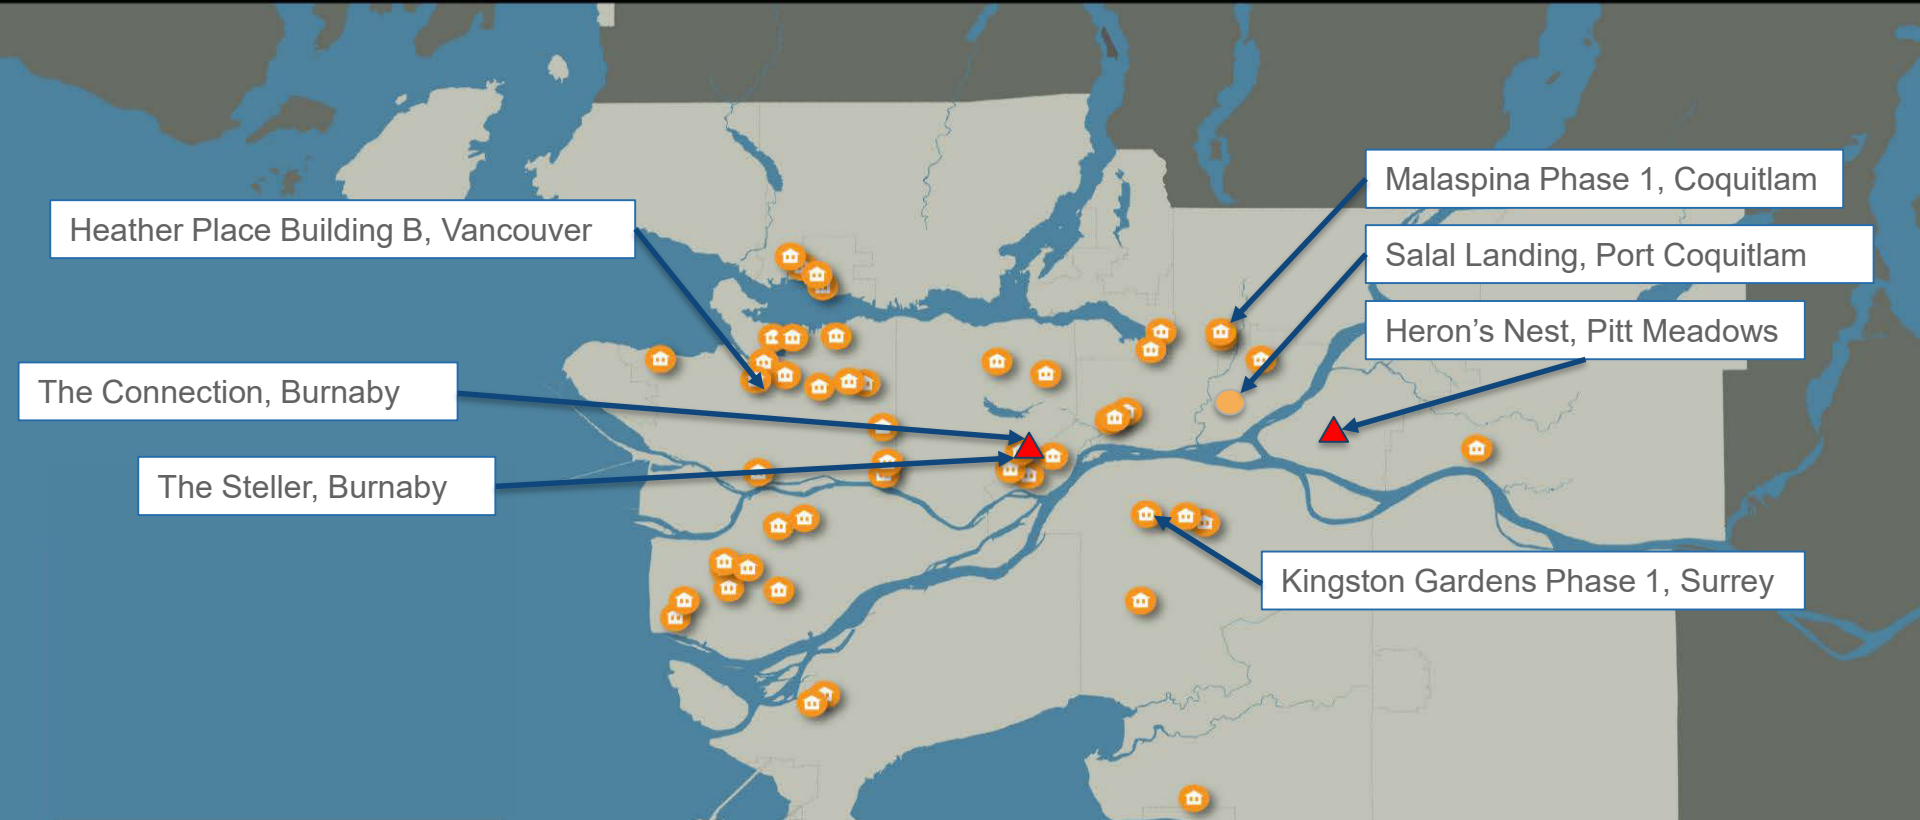 Malaspina Phase 1, Coquitlam
Heather Place Building B, Vancouver
Salal Landing, Port Coquitlam
Heron’s Nest, Pitt Meadows
The Connection, Burnaby
The Steller, Burnaby
Kingston Gardens Phase 1, Surrey